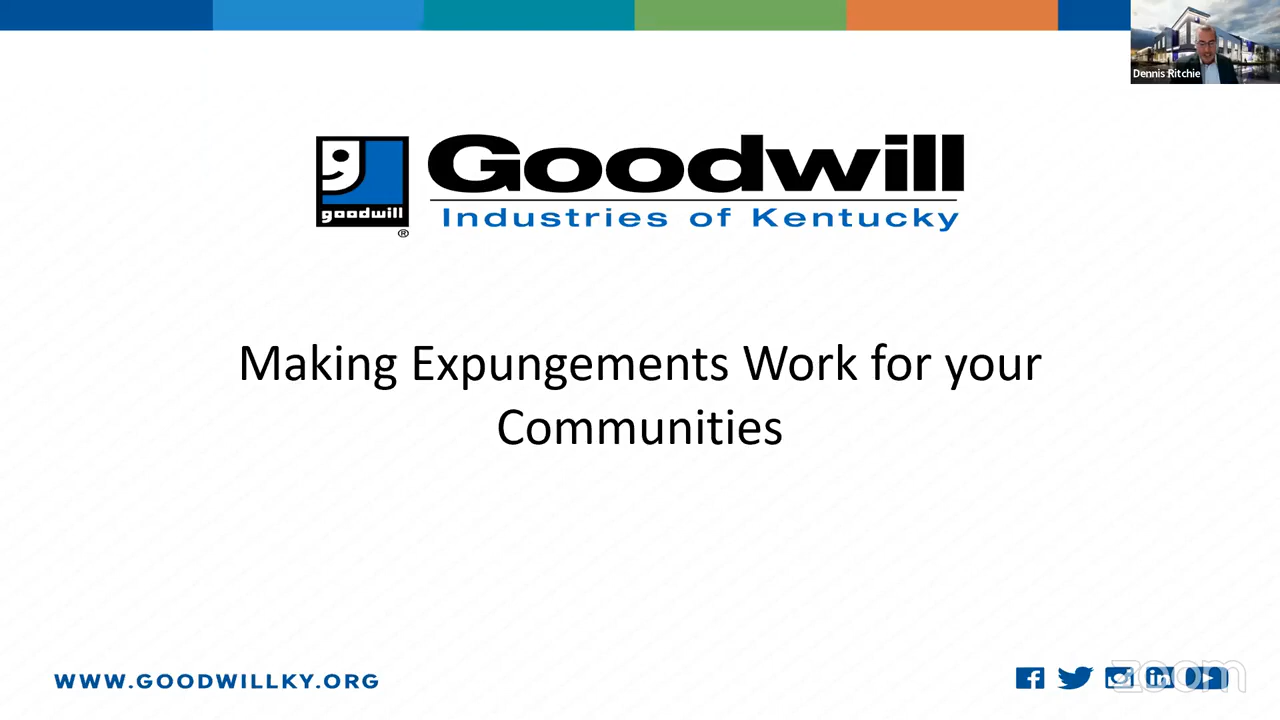 Dennis Ritchie
Goodwill
goodwill
®
Industries of Kentucky
Making Expungements Work for your
Communities
WWW.GOODWILLKY.ORG
zoom